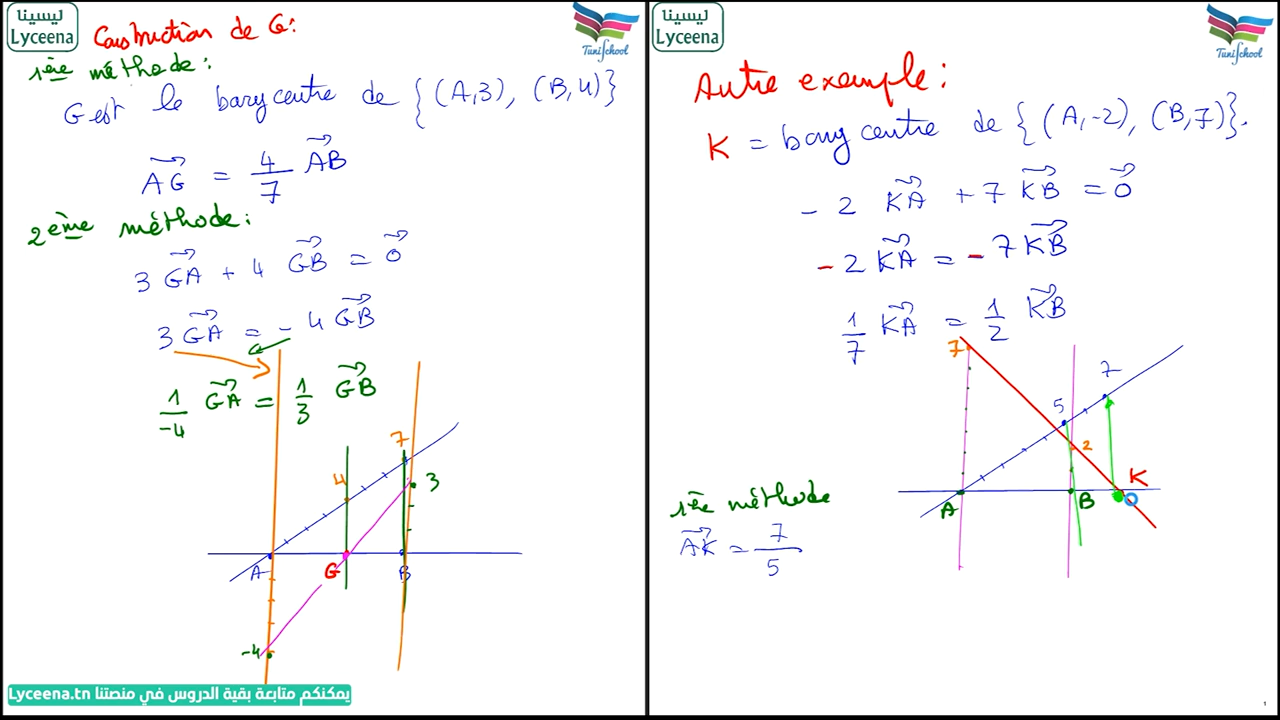 ليسينا
Lyceena
TuniSchool
Construction de G:
1ère méthode:
G est le barycentre de {(A,3), (B,4)}
AG = 4/7 AB
2ème méthode:
3 GA + 4 GB = 0
3 GA = - 4 GB
1/-4 GA = 1/3 GB
7
4
3
A
G
B
-4
يمكنكم متابعة بقية الدروس في منصتنا Lyceena.tn
ليسينا
Lyceena
TuniSchool
Autre example:
K = barycentre de {(A,-2), (B,7)}.
- 2 KA + 7 KB = 0
- 2 KA = - 7 KB
1/7 KA = 1/2 KB
7
7
5
2
K
A
B
1ère méthode
AK = 7/5
1